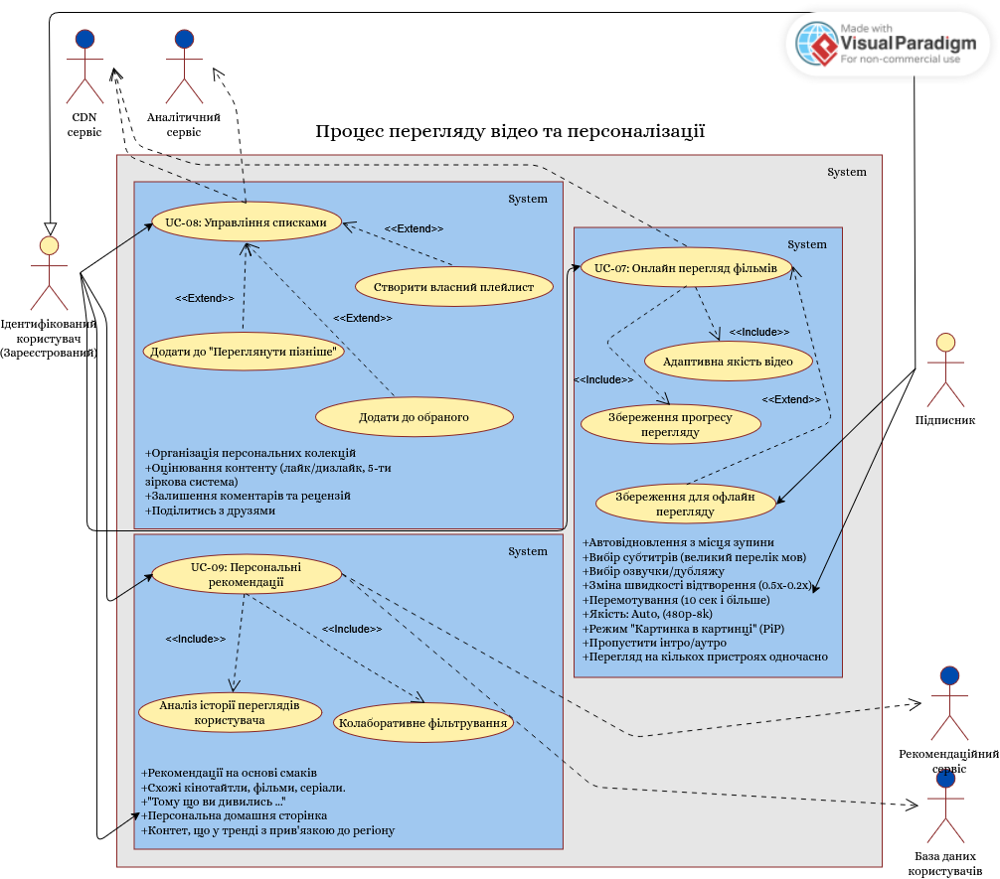 Made with
Visual Paradigm
For non-commercial use
CDN
сервіс
Аналітичний
сервіс
Процес перегляду відео та персоналізації
System
System
UC-08: Управління списками
<<Extend>>
Створити власний плейлист
<<Extend>>
<<Extend>>
Додати до "Переглянути пізніше"
Додати до обраного
+Організація персональних колекцій
+Оцінювання контенту (лайк/дизлайк, 5-ти
зіркова система)
+Залишення коментарів та рецензій
+Поділитись з друзями
Ідентифікований
користувач
(Зареєстрований)
System
UC-07: Онлайн перегляд фільмів
<<Include>>
Адаптивна якість відео
<<Include>>
<<Extend>>
Збереження прогресу
перегляду
Збереження для офлайн
перегляду
+Автовідновлення з місця зупини
+Вибір субтитрів (великий перелік мов)
+Вибір озвучки/дубляжу
+Зміна швидкості відтворення (0.5x-0.2x)
+Перемотування (10 сек і більше)
+Якість: Auto, (480p-8k)
+Режим "Картинка в картинці" (PiP)
+Пропустити інтро/аутро
+Перегляд на кількох пристроях одночасно
Підписник
System
UC-09: Персональні
рекомендації
<<Include>>
<<Include>>
Аналіз історії переглядів
користувача
Колаборативне фільтрування
+Рекомендації на основі смаків
+Схожі кінотайтли, фільми, серіали.
+"Тому що ви дивились ..."
+Персональна домашня сторінка
+Контет, що у тренді з прив'язкою до регіону
Рекомендаційний
сервіс
База даних
користувачів